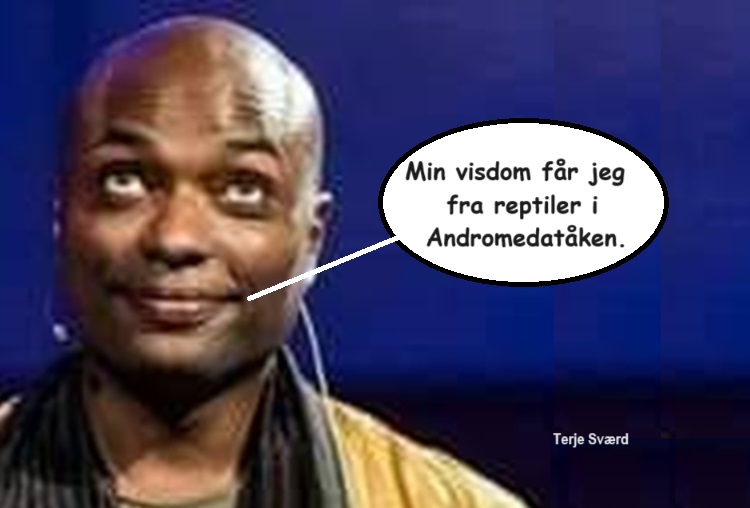 Min visdom får jeg
fra reptiler i
Andromedatåken.
Terje Sværd